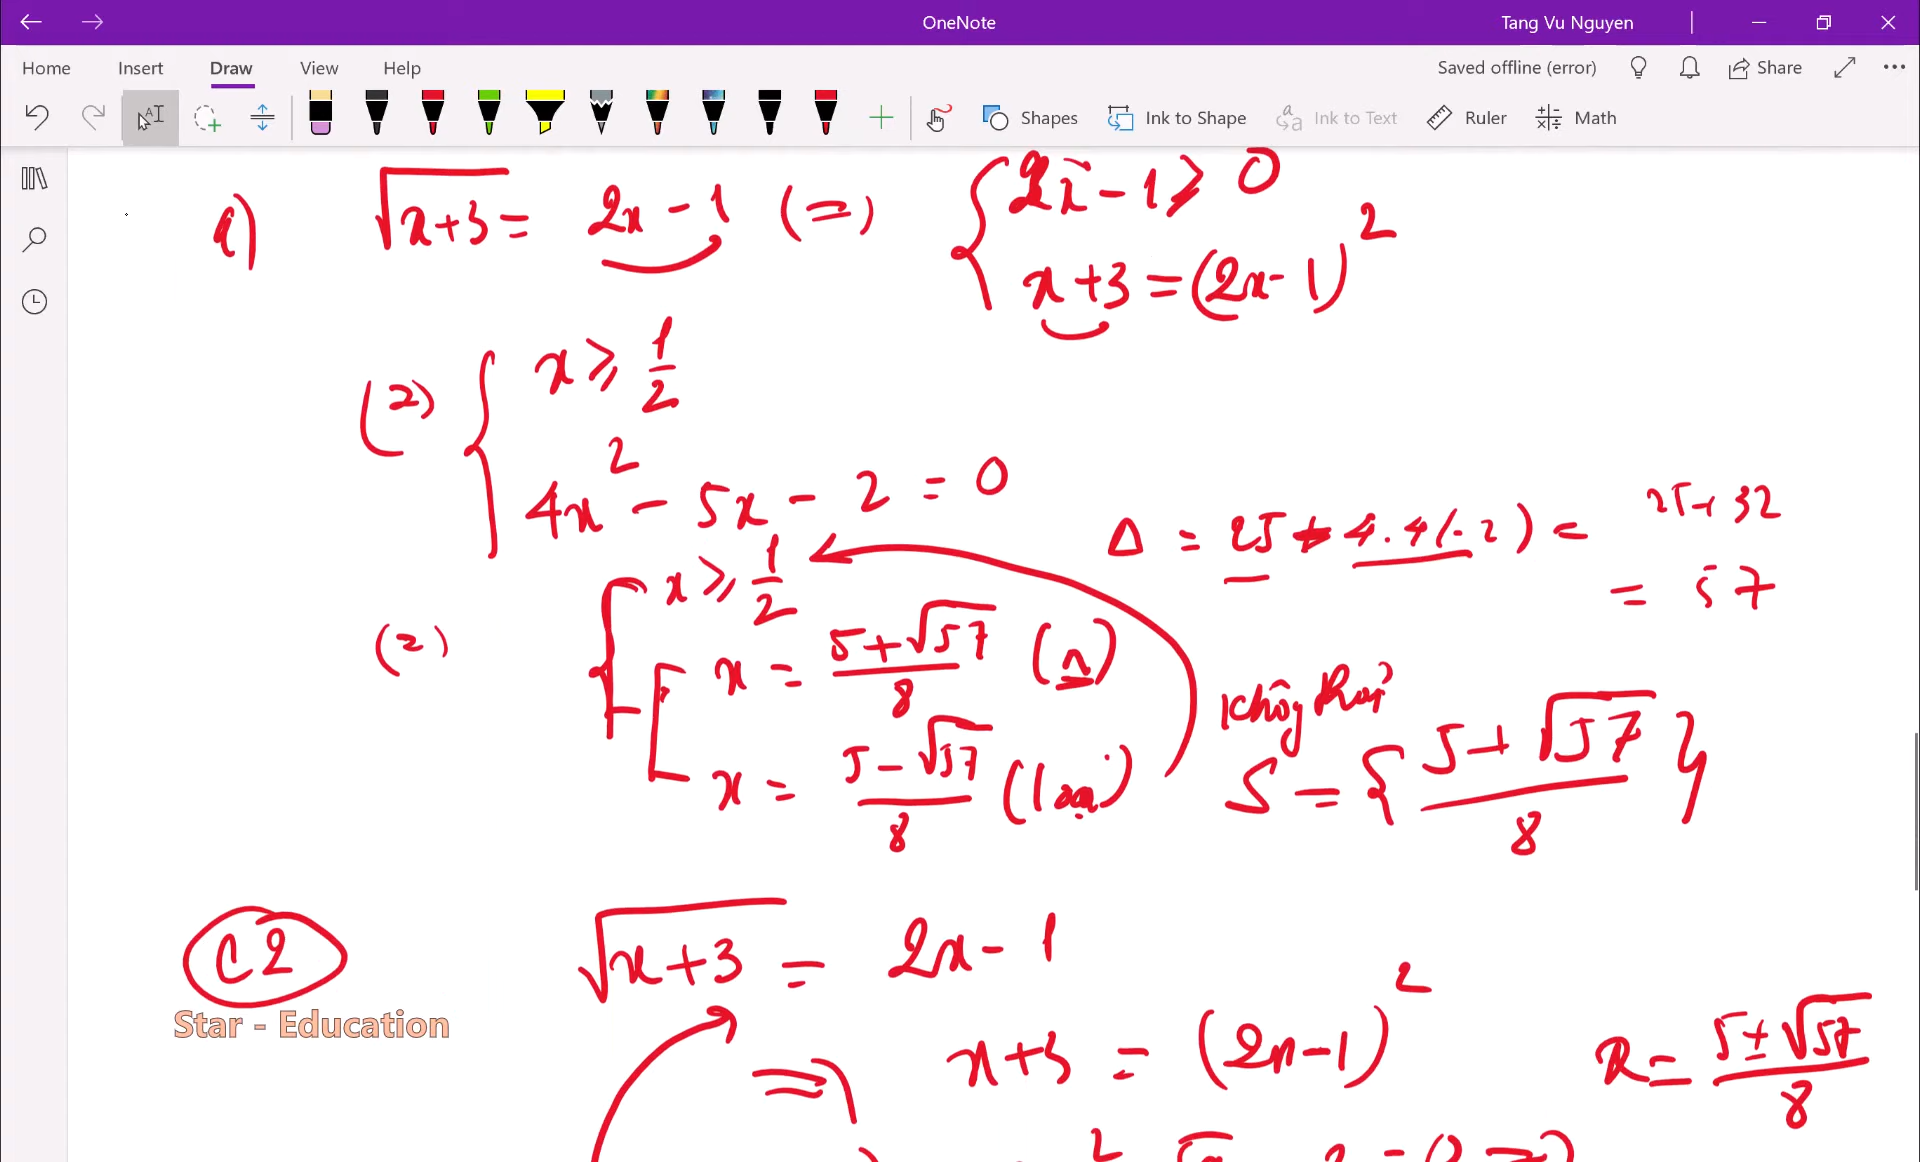 OneNote
Tang Vu Nguyen
Home Insert Draw View Help
Saved offline (error)
Share
Shapes
Ink to Shape
Ink to Text
Ruler
Math
a) √(x+3) = 2x - 1 (=)
{ 2x - 1 ≥ 0
x + 3 = (2x - 1)²
(=) { x ≥ 1/2
4x² - 5x - 2 = 0
Δ = 25 + 4.4(-2) = 25 + 32
= 57
(=) { x ≥ 1/2
[ x = (5+√57)/8 (n)
x = (5-√57)/8 (loại)
không phải
S = { (5+√57)/8 }
C2
√(x+3) = 2x - 1
Star - Education
=> x+3 = (2x-1)²
x = (5±√57)/8